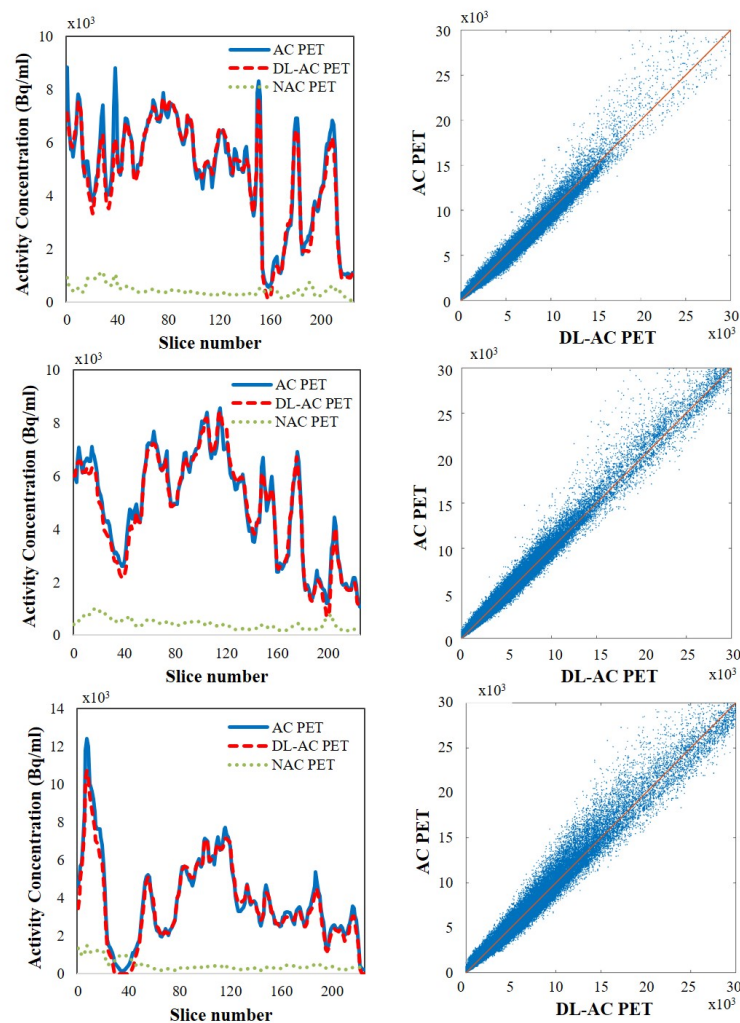 x10³
10
8
6
4
2
0
AC PET
DL-AC PET
NAC PET
0 40 80 120 160 200
Slice number
Activity Concentration (Bq/ml)
x10³
30
25
20
15
10
5
0
0 5 10 15 20 25 30
x10³
DL-AC PET
AC PET
x10³
10
8
6
4
2
0
AC PET
DL-AC PET
NAC PET
0 40 80 120 160 200
Slice number
Activity Concentration (Bq/ml)
x10³
30
25
20
15
10
5
0
0 5 10 15 20 25 30
x10³
DL-AC PET
AC PET
x10³
14
12
10
8
6
4
2
0
AC PET
DL-AC PET
NAC PET
0 40 80 120 160 200
Slice number
Activity Concentration (Bq/ml)
x10³
30
25
20
15
10
5
0
0 5 10 15 20 25 30
x10³
DL-AC PET
AC PET